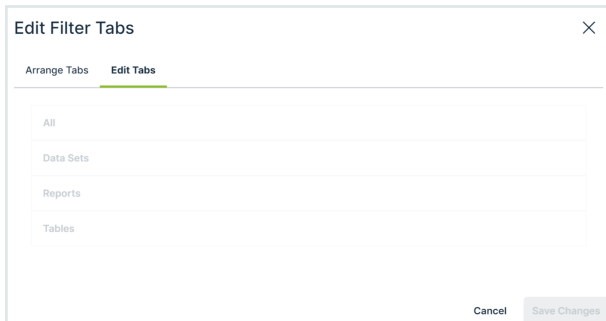 Edit Filter Tabs
Arrange Tabs Edit Tabs
All
Data Sets
Reports
Tables
Cancel Save Changes